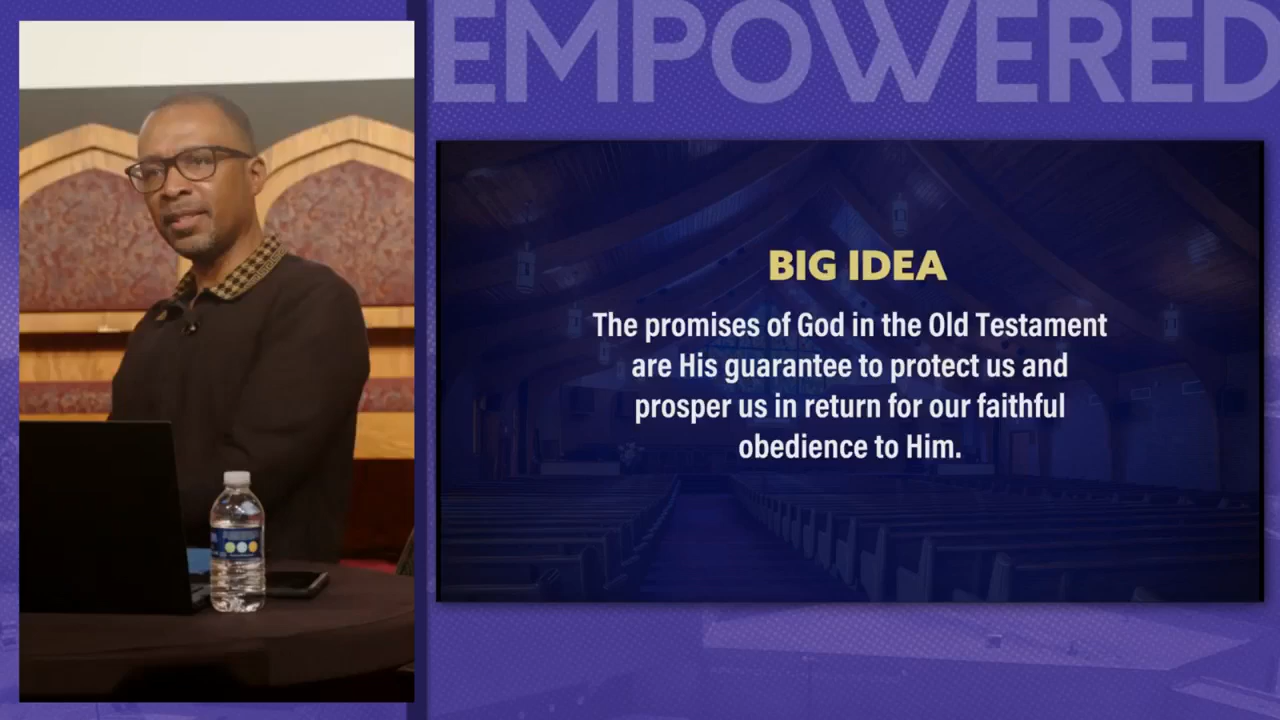 EMPOWERED
BIG IDEA
The promises of God in the Old Testament
are His guarantee to protect us and
prosper us in return for our faithful
obedience to Him.